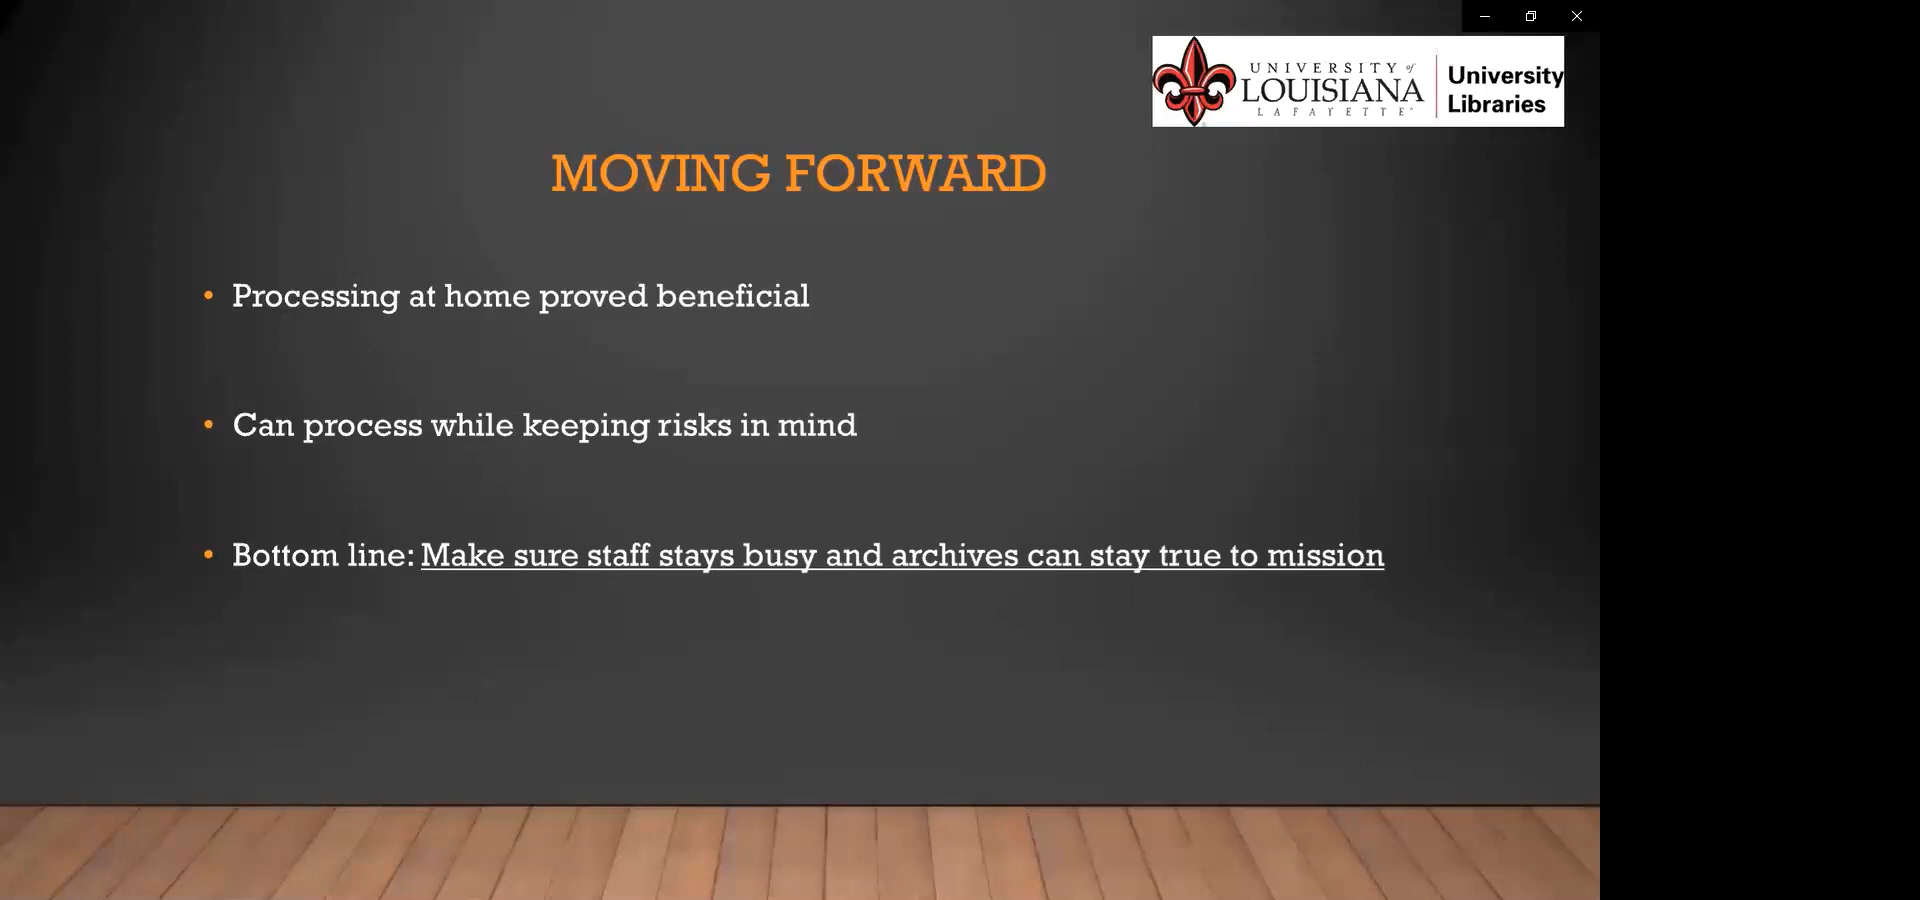 UNIVERSITY of
LOUISIANA
LAFAYETTE
University
Libraries
MOVING FORWARD
• Processing at home proved beneficial
• Can process while keeping risks in mind
• Bottom line: Make sure staff stays busy and archives can stay true to mission